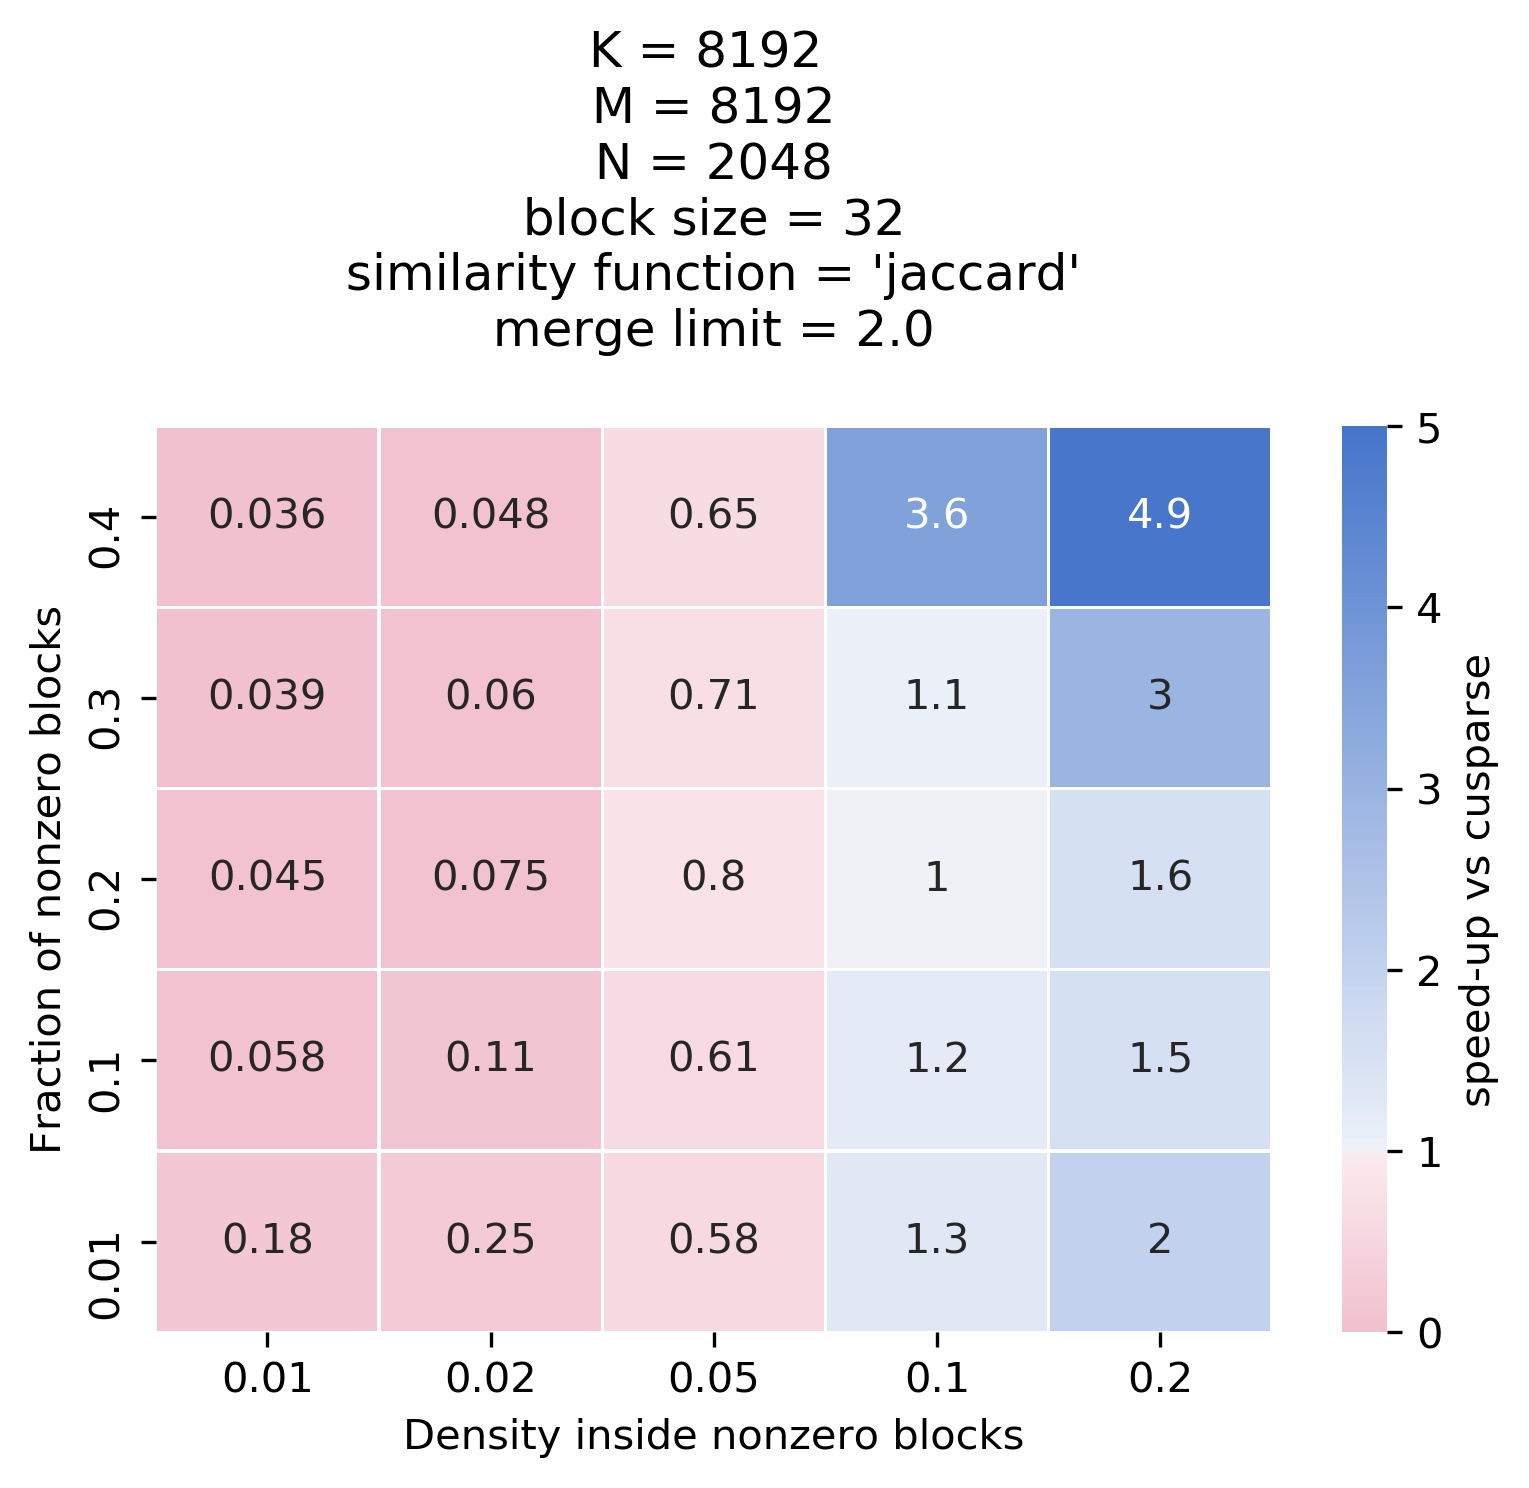 K = 8192
M = 8192
N = 2048
block size = 32
similarity function = 'jaccard'
merge limit = 2.0
Fraction of nonzero blocks
0.4
0.036 0.048 0.65 3.6 4.9
0.3
0.039 0.06 0.71 1.1 3
0.2
0.045 0.075 0.8 1 1.6
0.1
0.058 0.11 0.61 1.2 1.5
0.01
0.18 0.25 0.58 1.3 2
0.01 0.02 0.05 0.1 0.2
Density inside nonzero blocks
5
4
3
2
1
0
speed-up vs cusparse